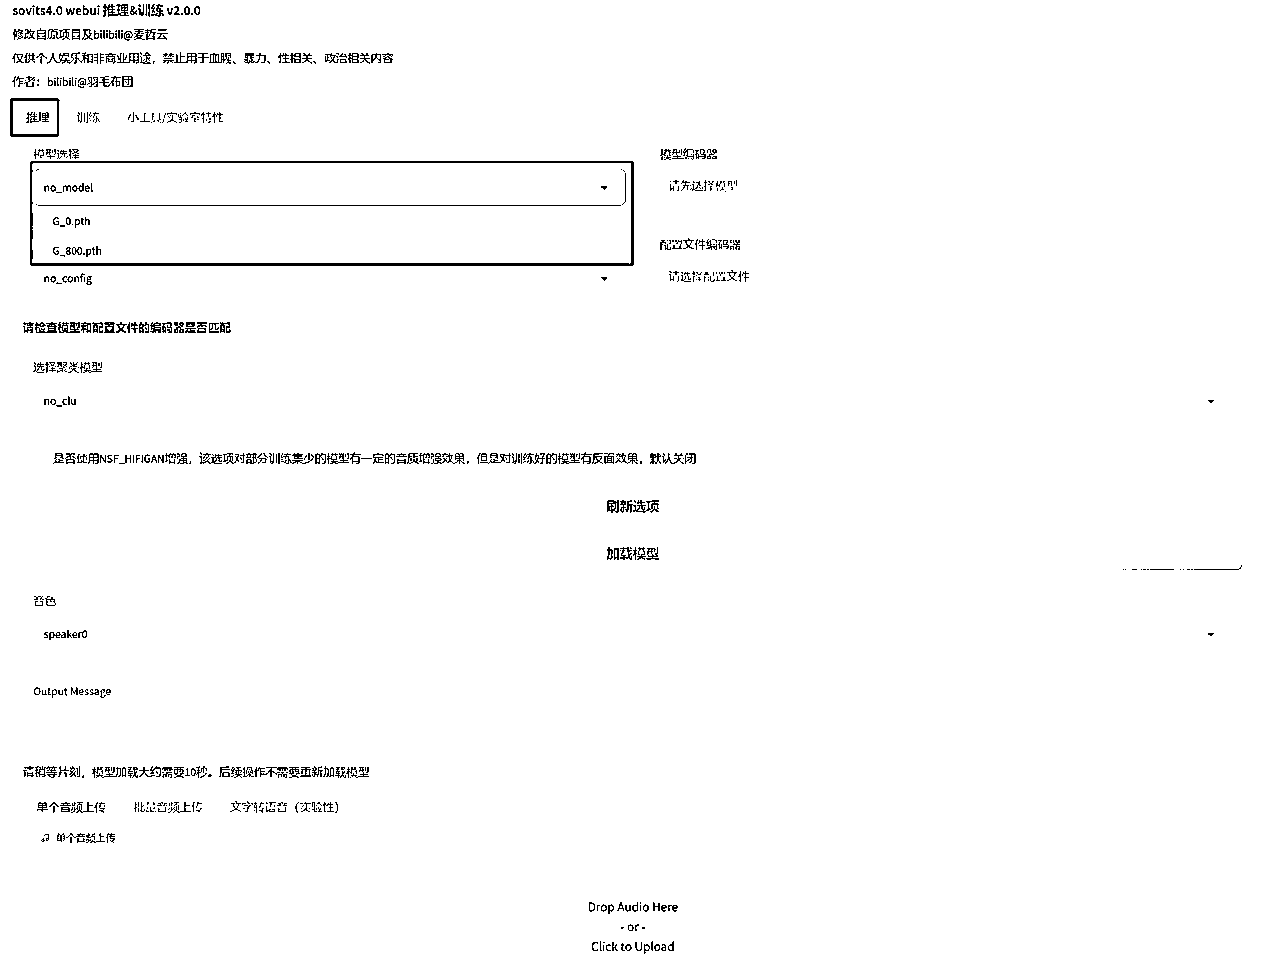 sovits4.0 webui 推理&训练 v2.0.0
修改自原项目及bilibili@麦哲云
仅供个人娱乐和非商业用途，禁止用于血腥、暴力、性相关、政治相关内容
作者：bilibili@羽毛布团
推理 训练 小工具/实验室特性
模型选择
no_model
G_0.pth
G_800.pth
no_config
模型编码器
请先选择模型
配置文件编码器
请选择配置文件
请检查模型和配置文件的编码器是否匹配
选择聚类模型
no_clu
是否使用NSF_HIFIGAN增强，该选项对部分训练集少的模型有一定的音质增强效果，但是对训练好的模型有反面效果，默认关闭
刷新选项
加载模型
音色
speaker0
Output Message
请稍等片刻，模型加载大约需要10秒。后续操作不需要重新加载模型
单个音频上传 批量音频上传 文字转语音（实验性）
单个音频上传
Drop Audio Here
- or -
Click to Upload